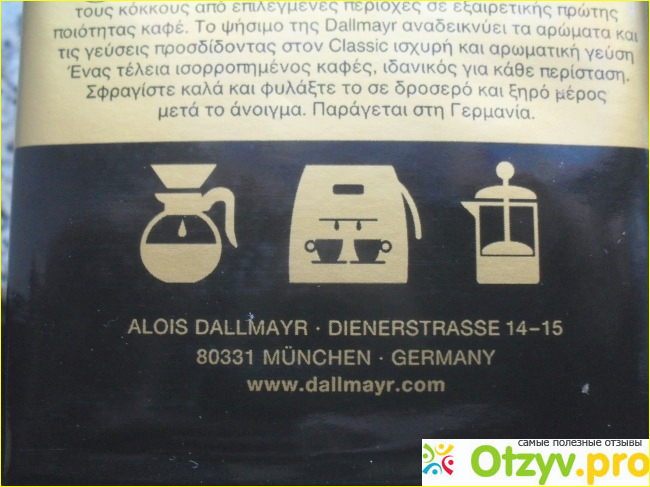 τους κόκκους από επιλεγμένες περιοχές σε εξαιρετικής πρώτης
ποιότητας καφέ. Το ψήσιμο της Dallmayr αναδεικνύει τα αρώματα και
τις γεύσεις προσδίδοντας στον Classic ισχυρή και αρωματική γεύση
Ένας τέλεια ισορροπημένος καφές, ιδανικός για κάθε περίσταση.
Σφραγίστε καλά και φυλάξτε το σε δροσερό και ξηρό μέρος
μετά το άνοιγμα. Παράγεται στη Γερμανία.
ALOIS DALLMAYR · DIENERSTRASSE 14–15
80331 MÜNCHEN · GERMANY
www.dallmayr.com
самые полезные отзывы
Otzyv.pro